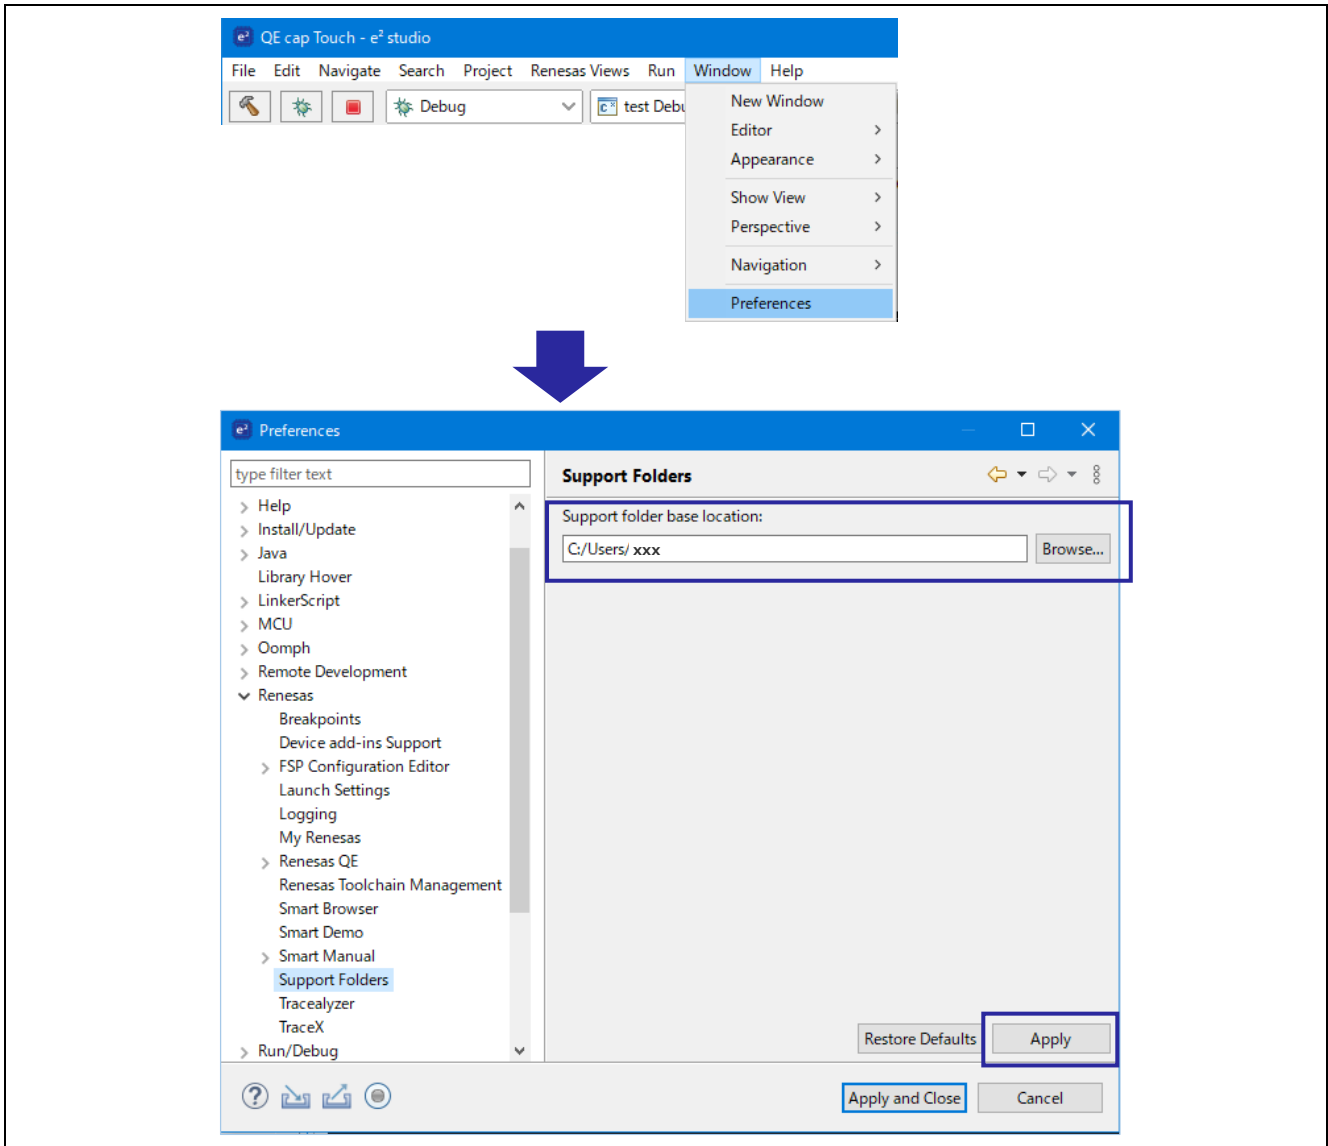 QE cap Touch - e² studio
File Edit Navigate Search Project Renesas Views Run Window Help
Debug
test Debu
New Window
Editor
Appearance
Show View
Perspective
Navigation
Preferences
Preferences
type filter text
Help
Install/Update
Java
Library Hover
LinkerScript
MCU
Oomph
Remote Development
Renesas
Breakpoints
Device add-ins Support
FSP Configuration Editor
Launch Settings
Logging
My Renesas
Renesas QE
Renesas Toolchain Management
Smart Browser
Smart Demo
Smart Manual
Support Folders
Tracealyzer
TraceX
Run/Debug
Support Folders
Support folder base location:
C:/Users/ xxx
Browse...
Restore Defaults
Apply
Apply and Close
Cancel